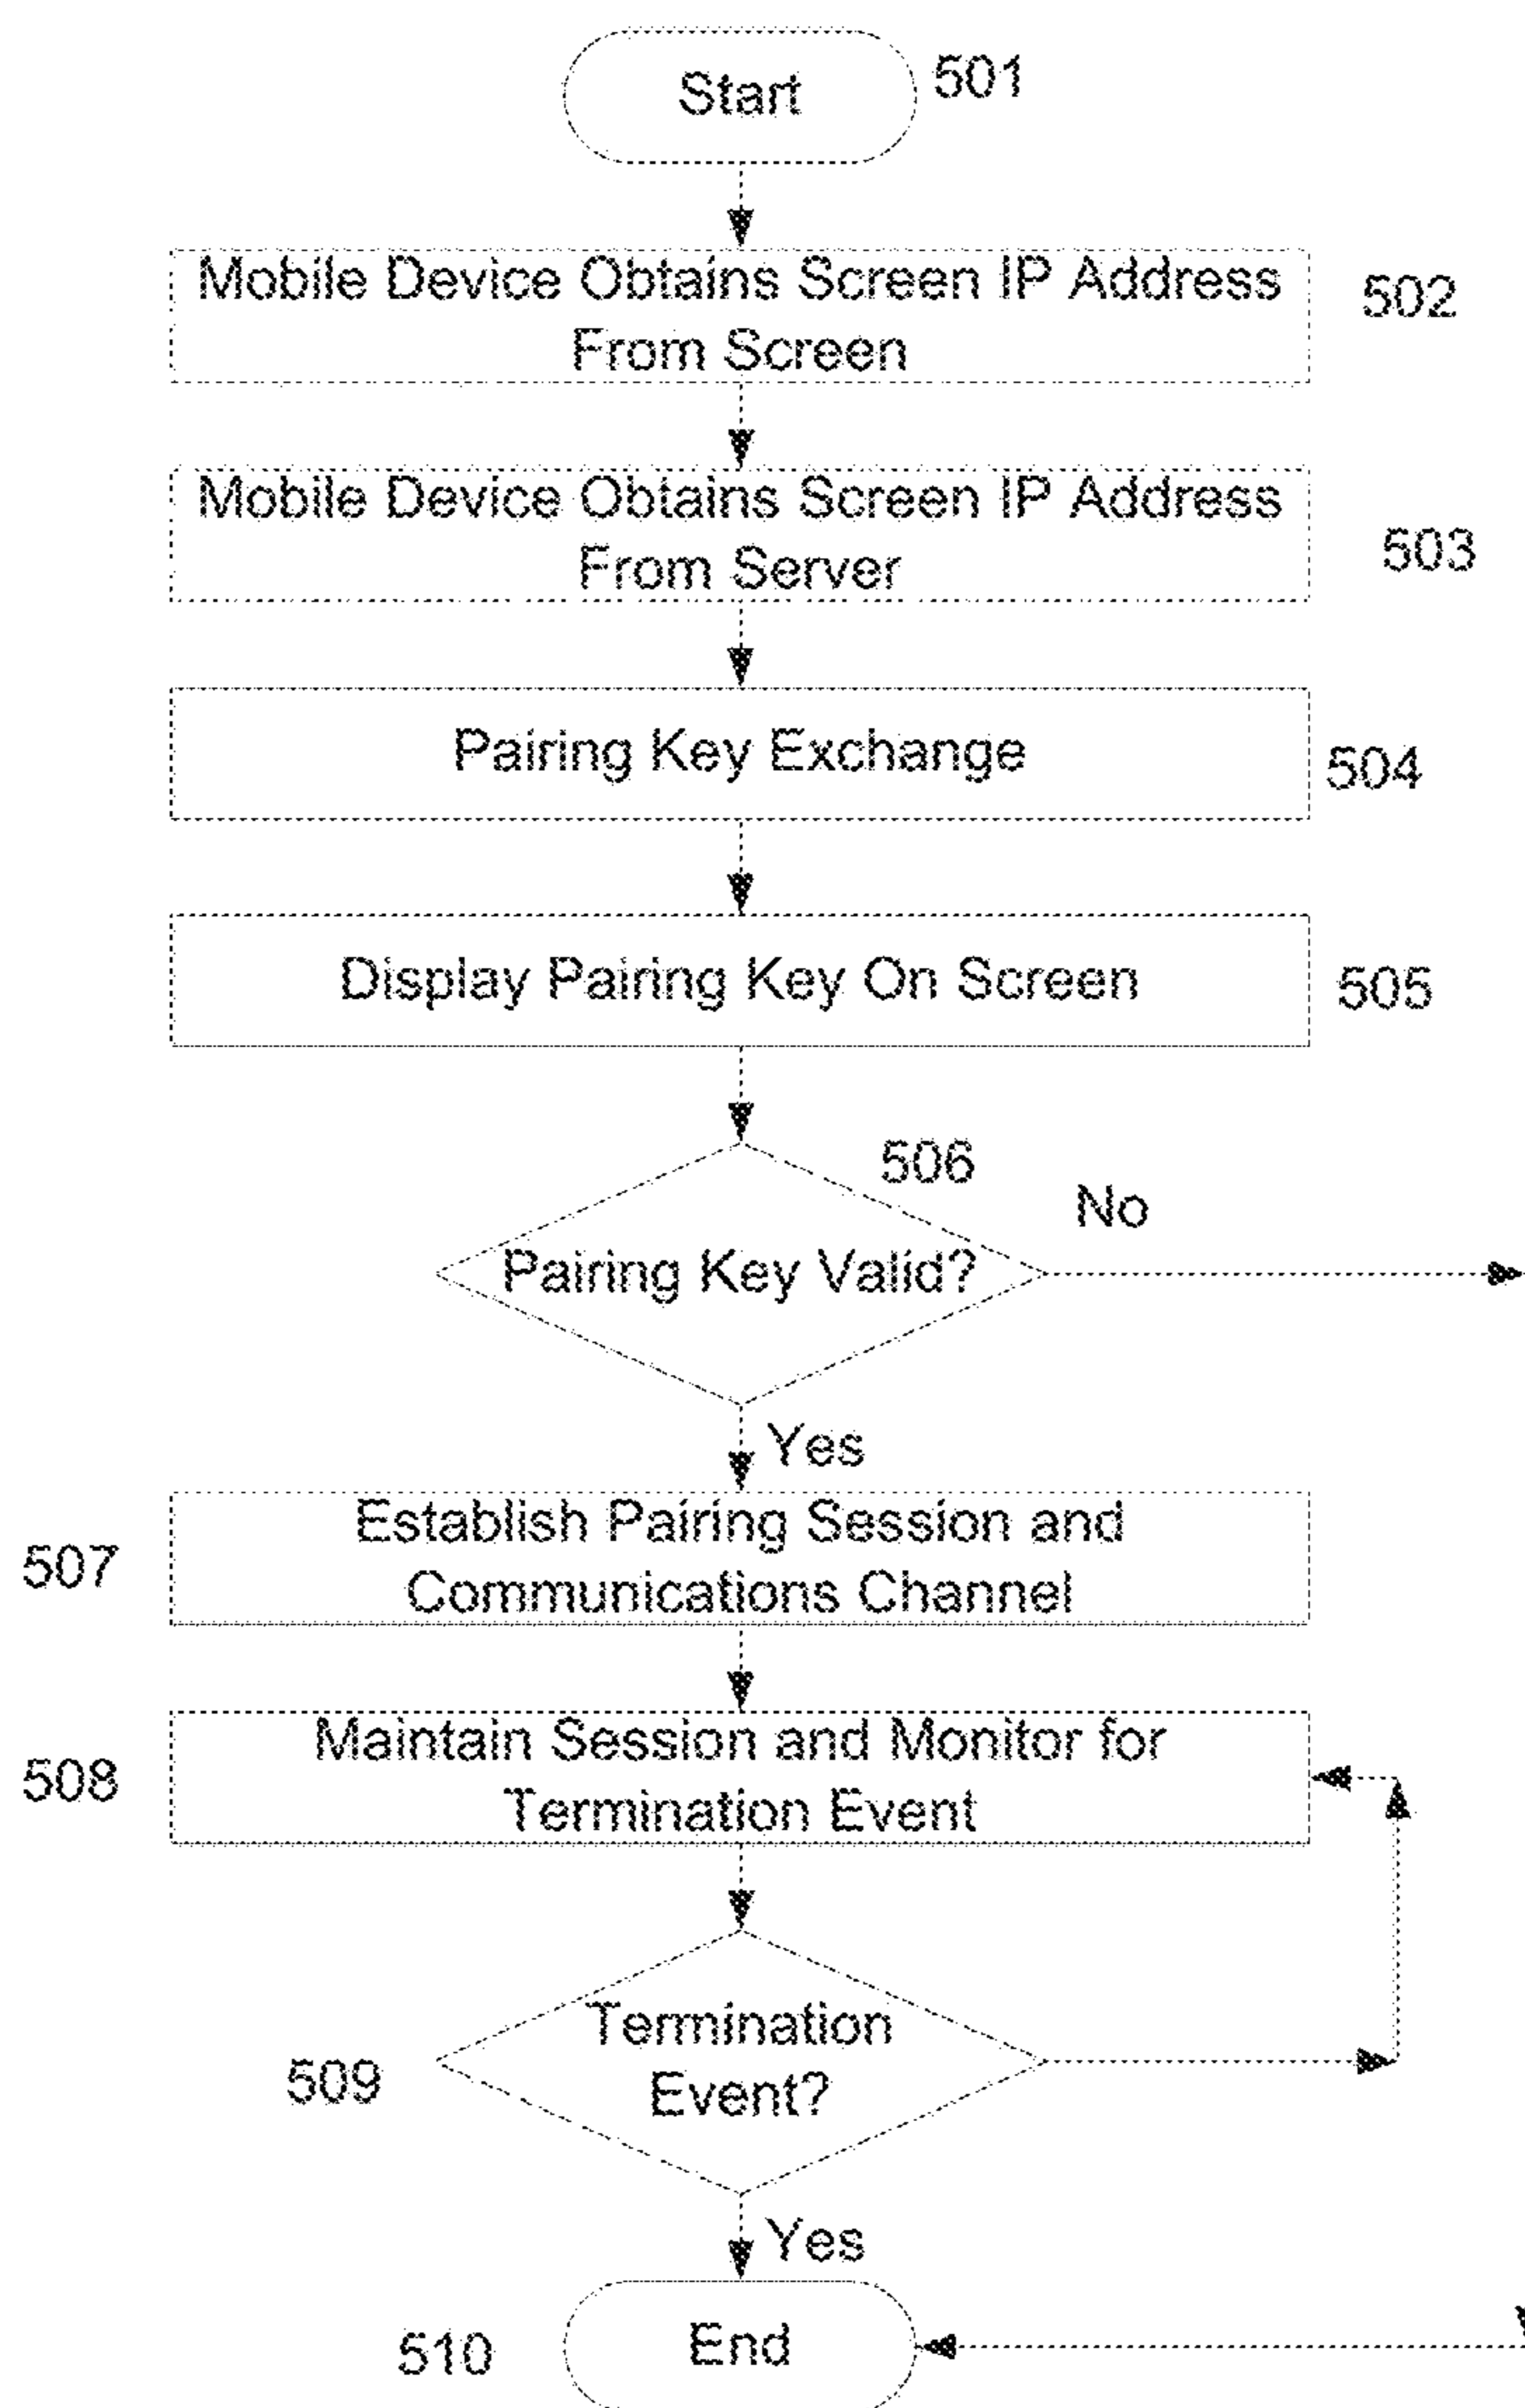 Start
501
Mobile Device Obtains Screen IP Address
From Screen
502
Mobile Device Obtains Screen IP Address
From Server
503
Pairing Key Exchange
504
Display Pairing Key On Screen
505
506
No
Pairing Key Valid?
Yes
Establish Pairing Session and
Communications Channel
507
Maintain Session and Monitor for
Termination Event
508
Termination
Event?
509
Yes
End
510